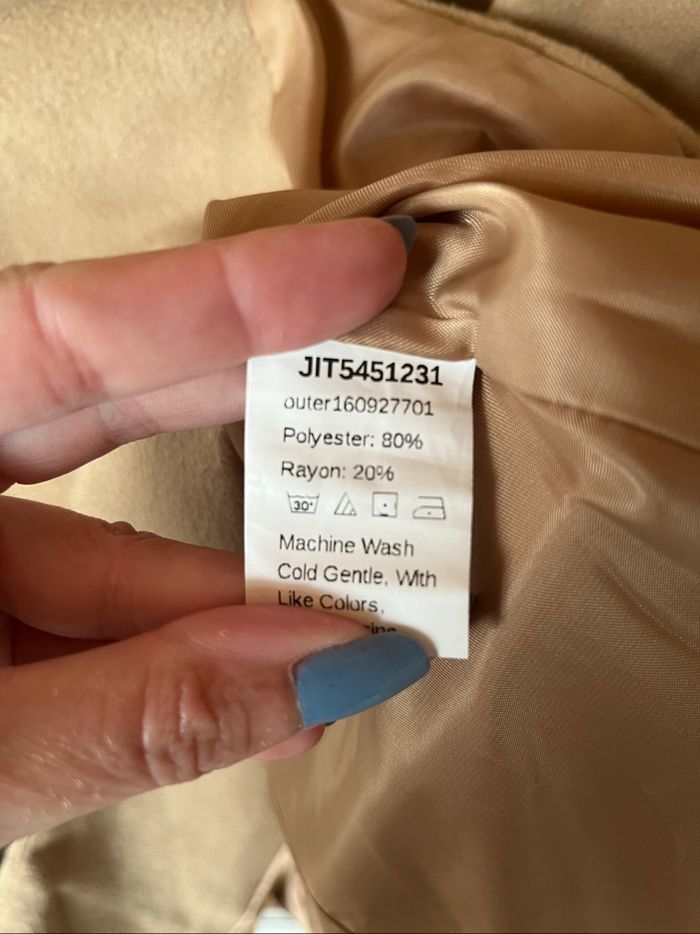 JIT5451231
outer160927701
Polyester: 80%
Rayon: 20%
30°
Machine Wash
Cold Gentle, With
Like Colors,